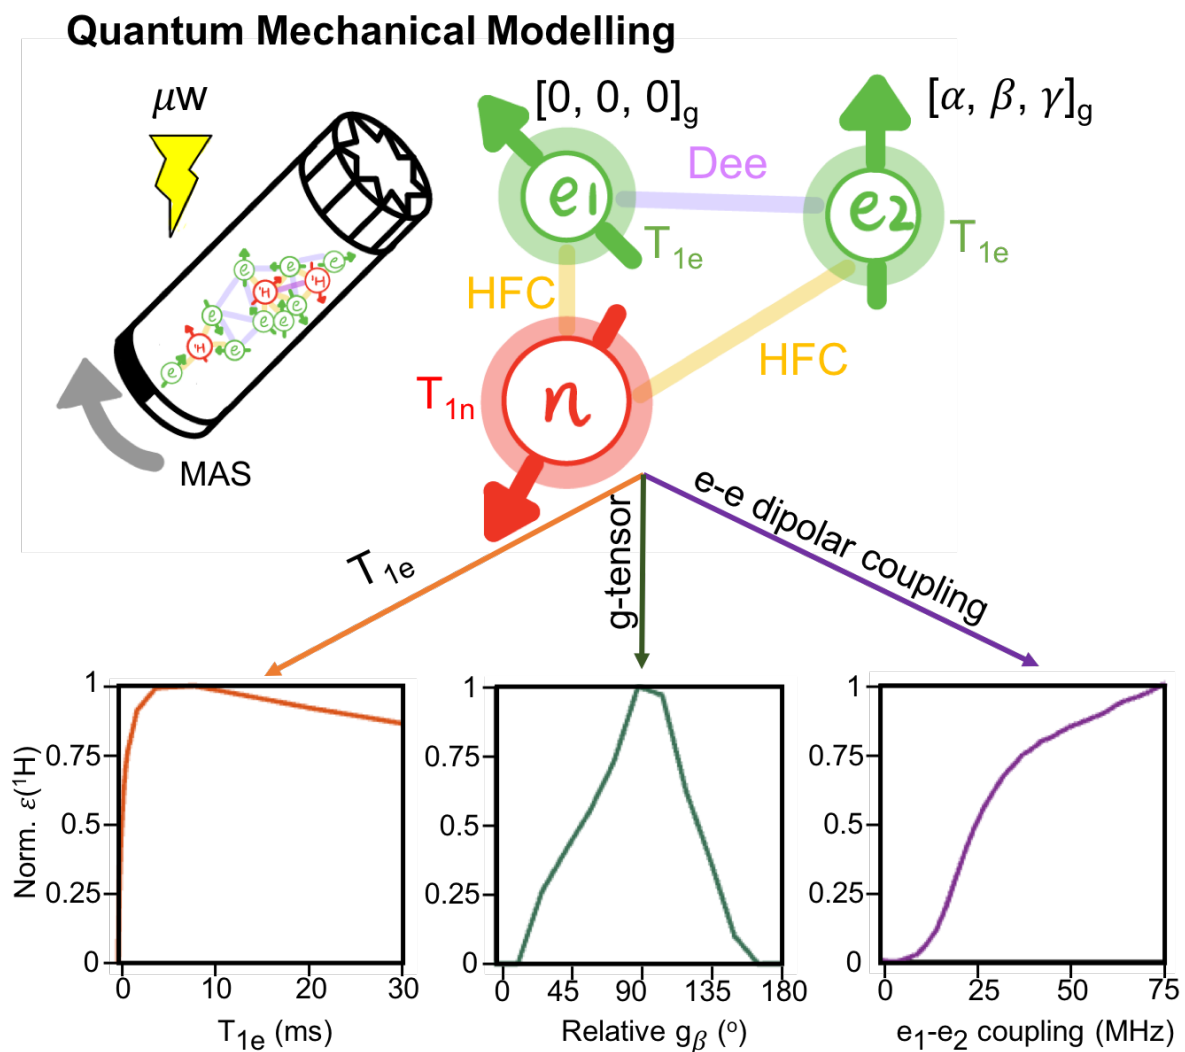 Quantum Mechanical Modelling
μw
[0, 0, 0]g
[α, β, γ]g
Dee
e1
e2
T1e
T1e
HFC
HFC
n
T1n
e
e
e
¹H
¹H
e
e
e
e
¹H
e
e
MAS
T1e
g-tensor
e-e dipolar coupling
Norm. ε(¹H)
1
0.75
0.5
0.25
0
0
10
20
30
T1e (ms)
1
0.75
0.5
0.25
0
0
45
90
135
180
Relative gβ (°)
1
0.75
0.5
0.25
0
0
25
50
75
e1-e2 coupling (MHz)